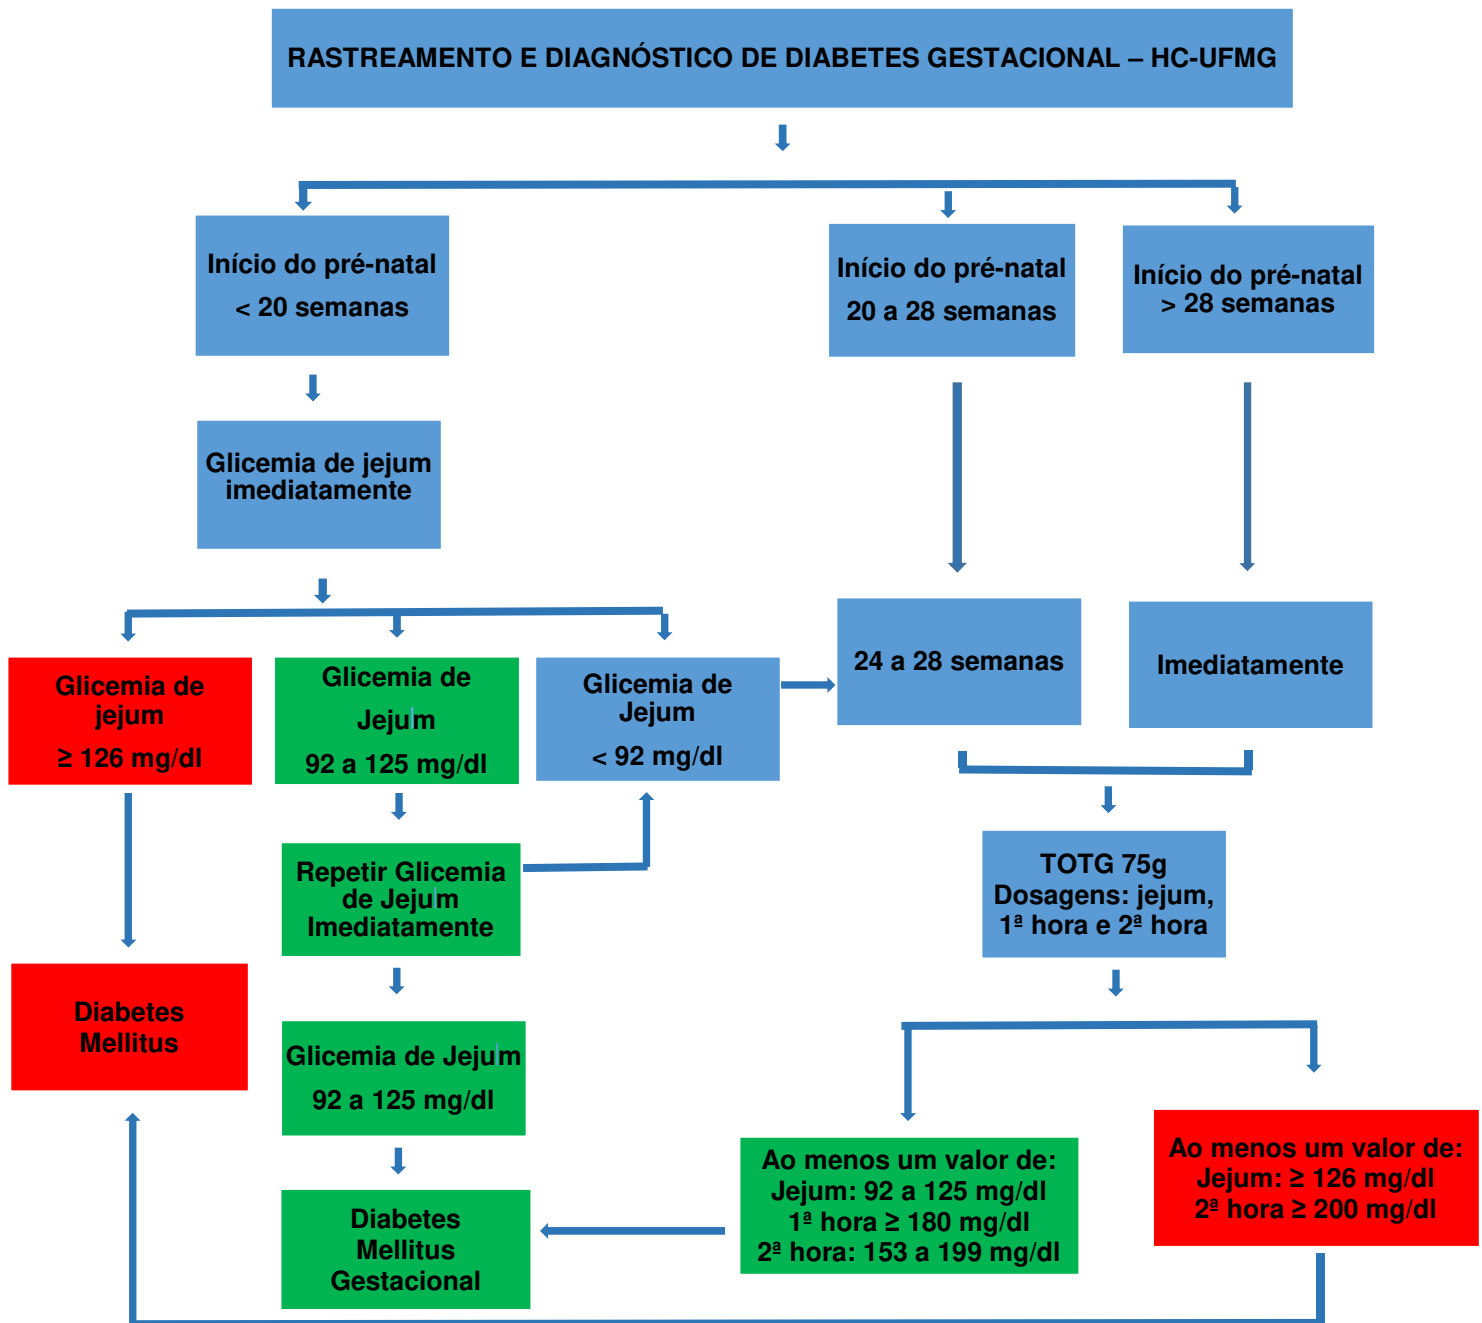 RASTREAMENTO E DIAGNÓSTICO DE DIABETES GESTACIONAL – HC-UFMG
Início do pré-natal
< 20 semanas
Início do pré-natal
20 a 28 semanas
Início do pré-natal
> 28 semanas
Glicemia de jejum
imediatamente
Glicemia de
jejum
≥ 126 mg/dl
Glicemia de
Jejum
92 a 125 mg/dl
Glicemia de
Jejum
< 92 mg/dl
24 a 28 semanas
Imediatamente
Repetir Glicemia
de Jejum
Imediatamente
TOTG 75g
Dosagens: jejum,
1ª hora e 2ª hora
Diabetes
Mellitus
Glicemia de Jejum
92 a 125 mg/dl
Diabetes
Mellitus
Gestacional
Ao menos um valor de:
Jejum: 92 a 125 mg/dl
1ª hora ≥ 180 mg/dl
2ª hora: 153 a 199 mg/dl
Ao menos um valor de:
Jejum: ≥ 126 mg/dl
2ª hora ≥ 200 mg/dl